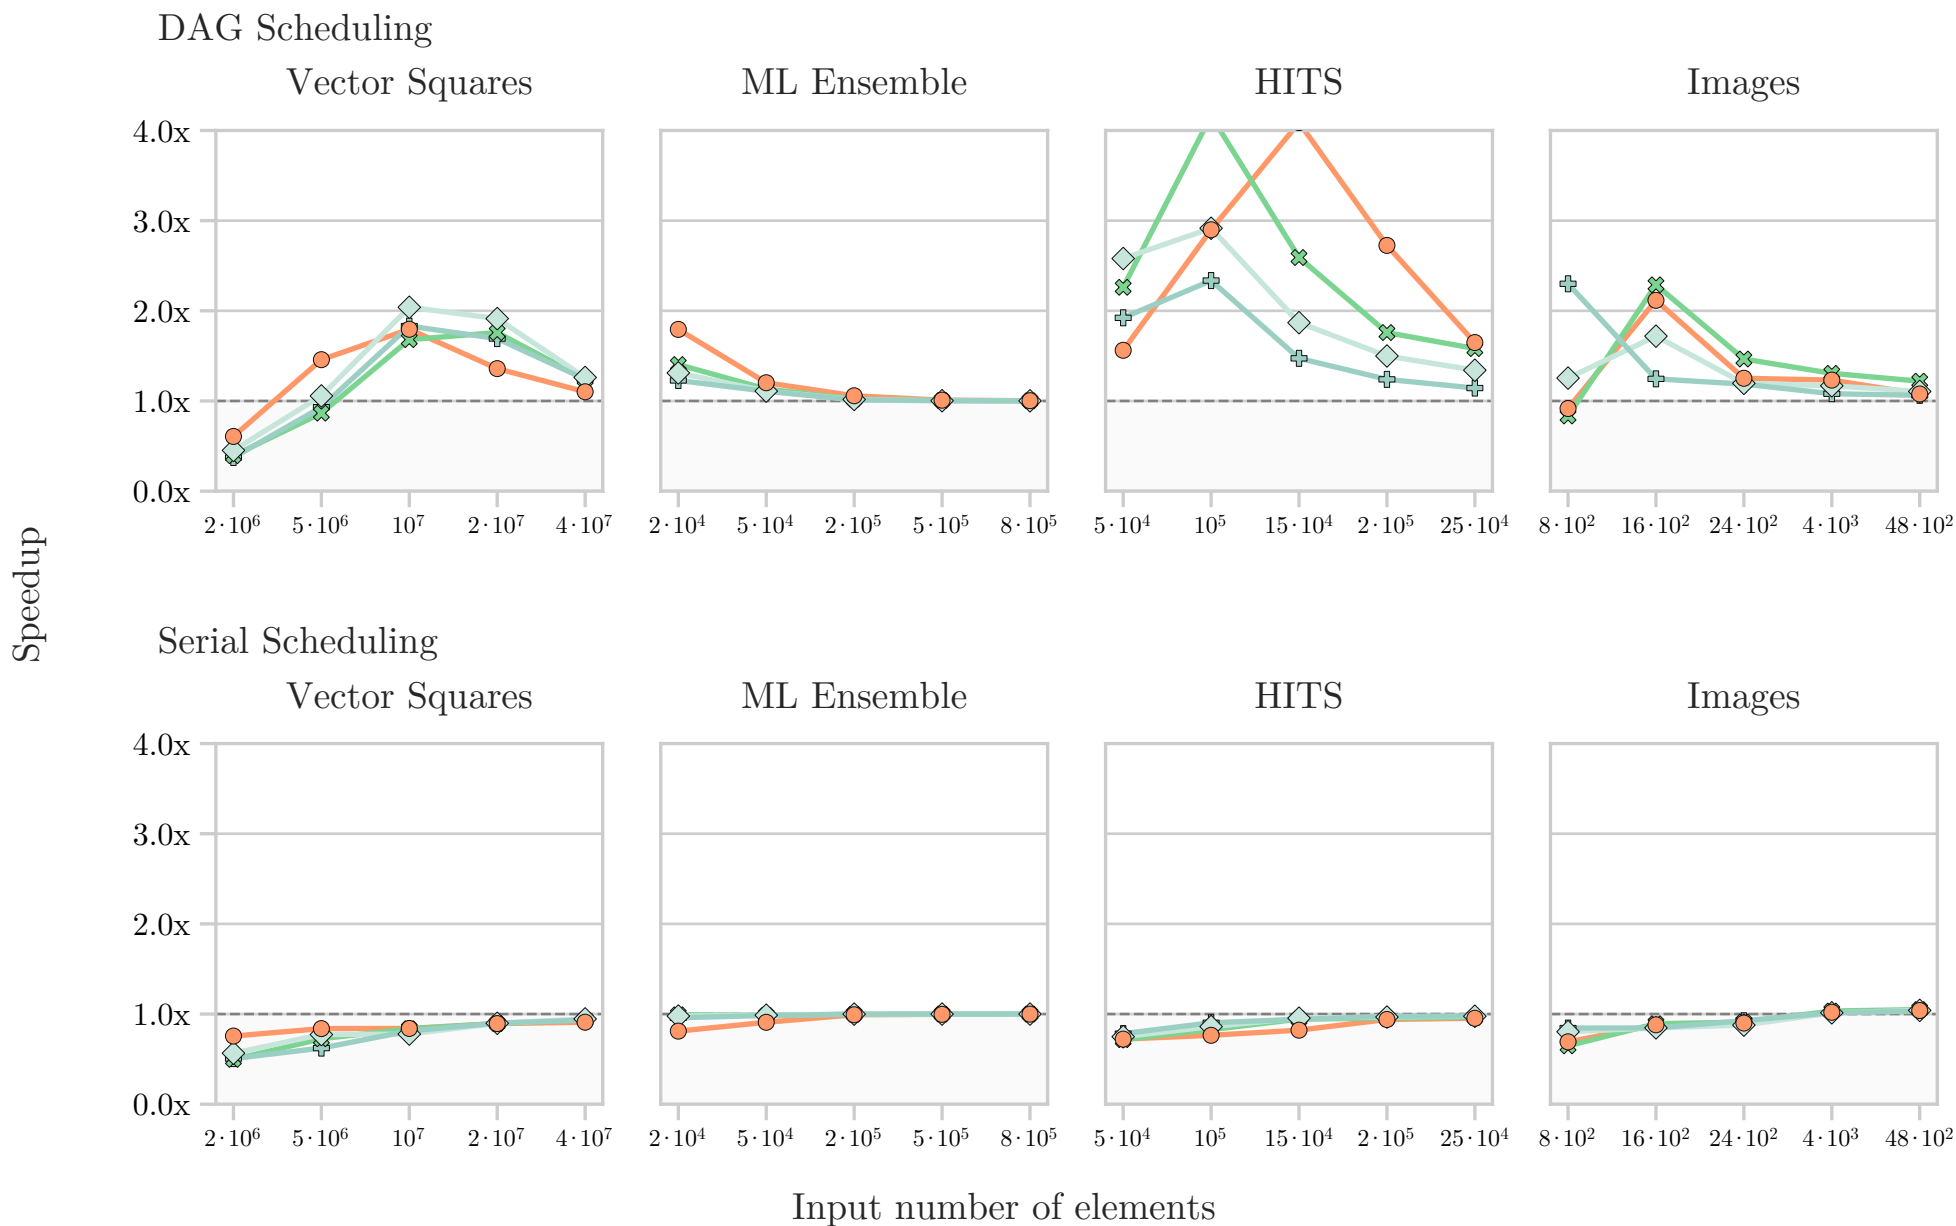 DAG Scheduling
Vector Squares ML Ensemble HITS Images
4.0x
3.0x
2.0x
1.0x
0.0x
2·10⁶ 5·10⁶ 10⁷ 2·10⁷ 4·10⁷ 2·10⁴ 5·10⁴ 2·10⁵ 5·10⁵ 8·10⁵ 5·10⁴ 10⁵ 15·10⁴ 2·10⁵ 25·10⁴ 8·10² 16·10² 24·10² 4·10³ 48·10²
Speedup
Serial Scheduling
Vector Squares ML Ensemble HITS Images
4.0x
3.0x
2.0x
1.0x
0.0x
2·10⁶ 5·10⁶ 10⁷ 2·10⁷ 4·10⁷ 2·10⁴ 5·10⁴ 2·10⁵ 5·10⁵ 8·10⁵ 5·10⁴ 10⁵ 15·10⁴ 2·10⁵ 25·10⁴ 8·10² 16·10² 24·10² 4·10³ 48·10²
Input number of elements